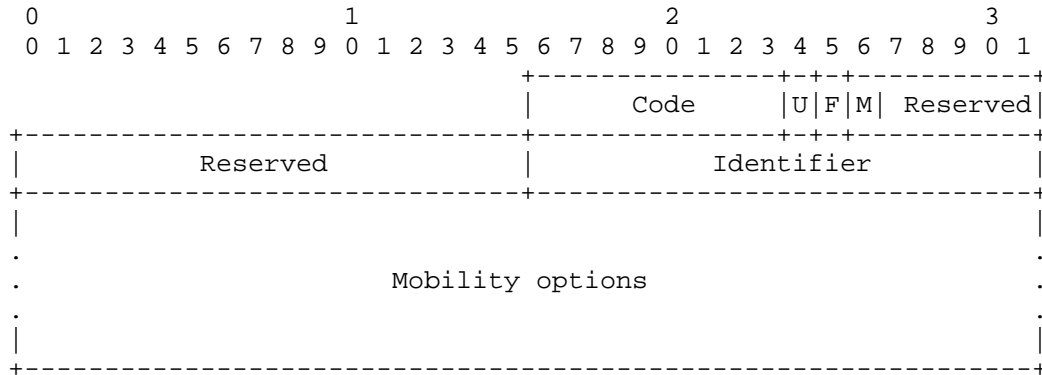 0                   1                   2                   3
0 1 2 3 4 5 6 7 8 9 0 1 2 3 4 5 6 7 8 9 0 1 2 3 4 5 6 7 8 9 0 1
Code |U|F|M| Reserved|
Reserved | Identifier
Mobility options